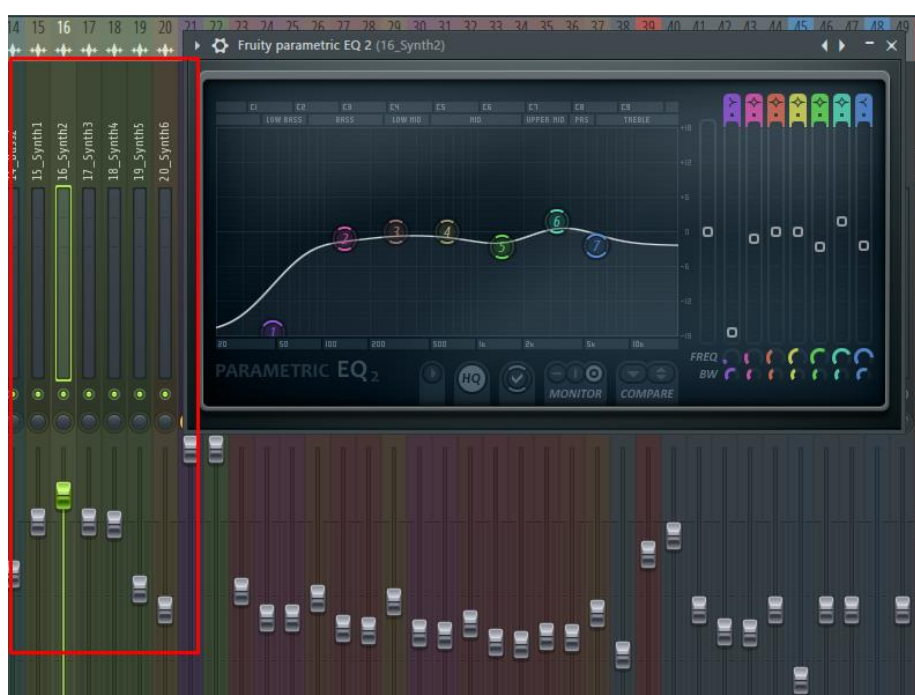 14 15 16 17 18 19 20 21 22 23 24 25 26 27 28 29 30 31 32 33 34 35 36 37 38 39 40 41 42 43 44 45 46 47 48 49
Fruity parametric EQ 2 (16_Synth2)
15_Synth1
16_Synth2
17_Synth3
18_Synth4
19_Synth5
20_Synth6
C1 C2 C3 C4 C5 C6 C7 C8 C9
LOW BASS BASS LOW MID MID UPPER MID PRS TREBLE
1 2 3 4 5 6 7
20 50 100 200 500 1k 2k 5k 10k
FREQ
BW
PARAMETRIC EQ2
HQ
MONITOR
COMPARE